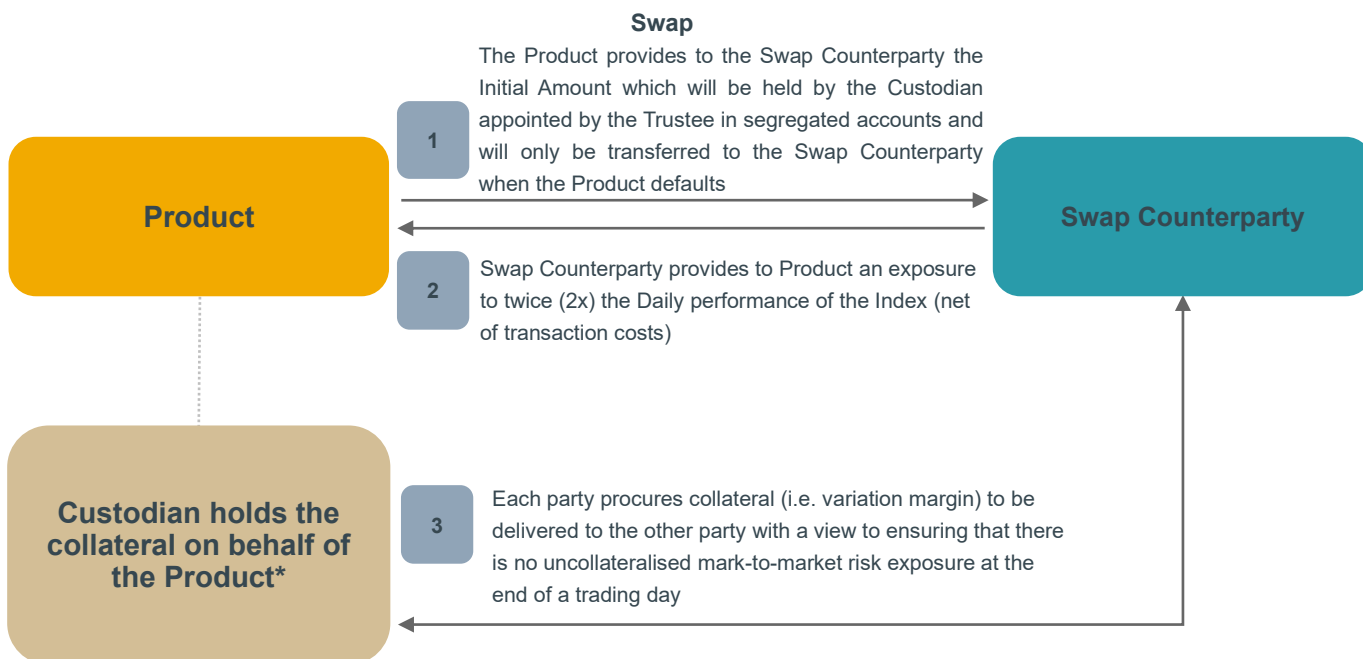 Swap
The Product provides to the Swap Counterparty the
Initial Amount which will be held by the Custodian
appointed by the Trustee in segregated accounts and
will only be transferred to the Swap Counterparty
when the Product defaults
1
Product
Swap Counterparty
2
Swap Counterparty provides to Product an exposure
to twice (2x) the Daily performance of the Index (net
of transaction costs)
Custodian holds the
collateral on behalf of
the Product*
3
Each party procures collateral (i.e. variation margin) to be
delivered to the other party with a view to ensuring that there
is no uncollateralised mark-to-market risk exposure at the
end of a trading day